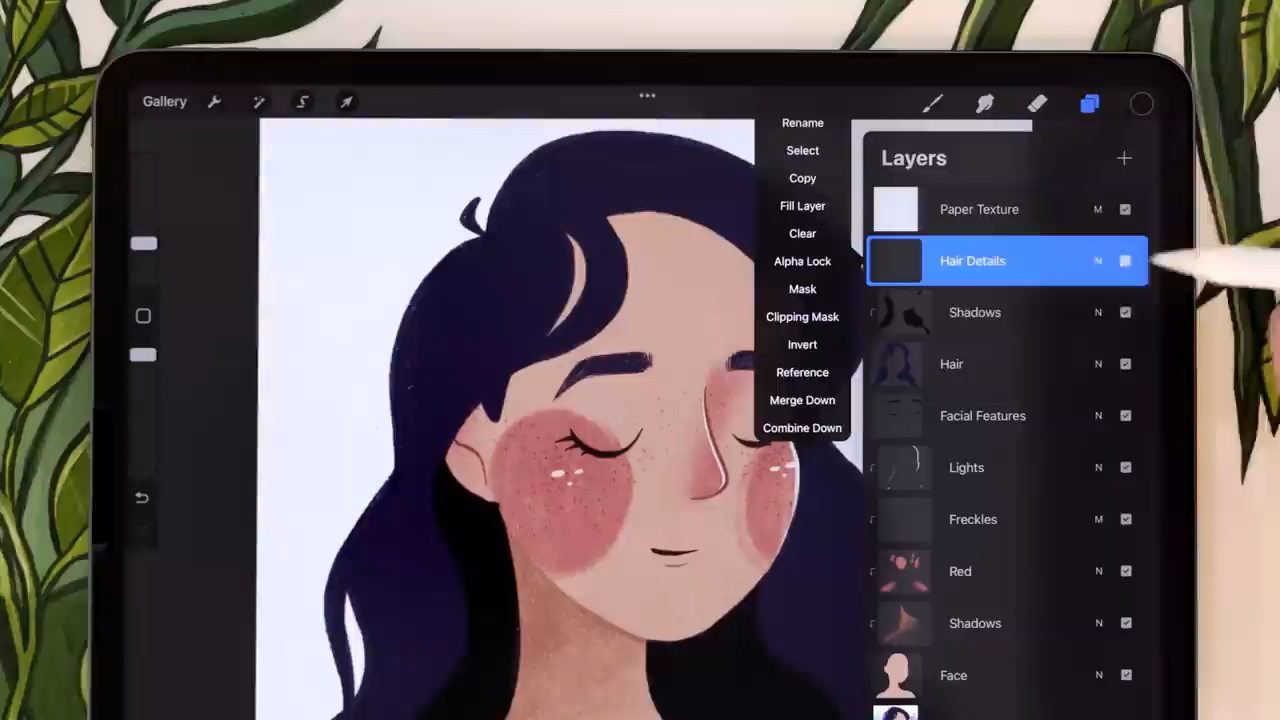 Gallery
Rename
Select
Copy
Fill Layer
Clear
Alpha Lock
Mask
Clipping Mask
Invert
Reference
Merge Down
Combine Down
Layers
Paper Texture M
Hair Details N
Shadows N
Hair N
Facial Features N
Lights N
Freckles M
Red N
Shadows N
Face N